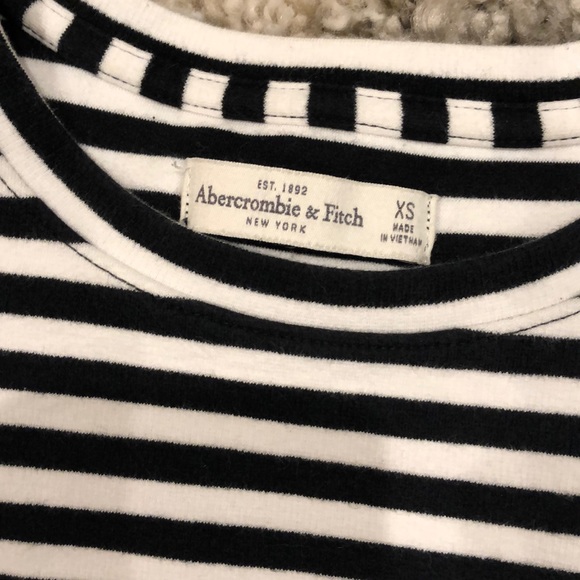 EST. 1892
Abercrombie & Fitch
NEW YORK
XS
MADE
IN VIETNAM